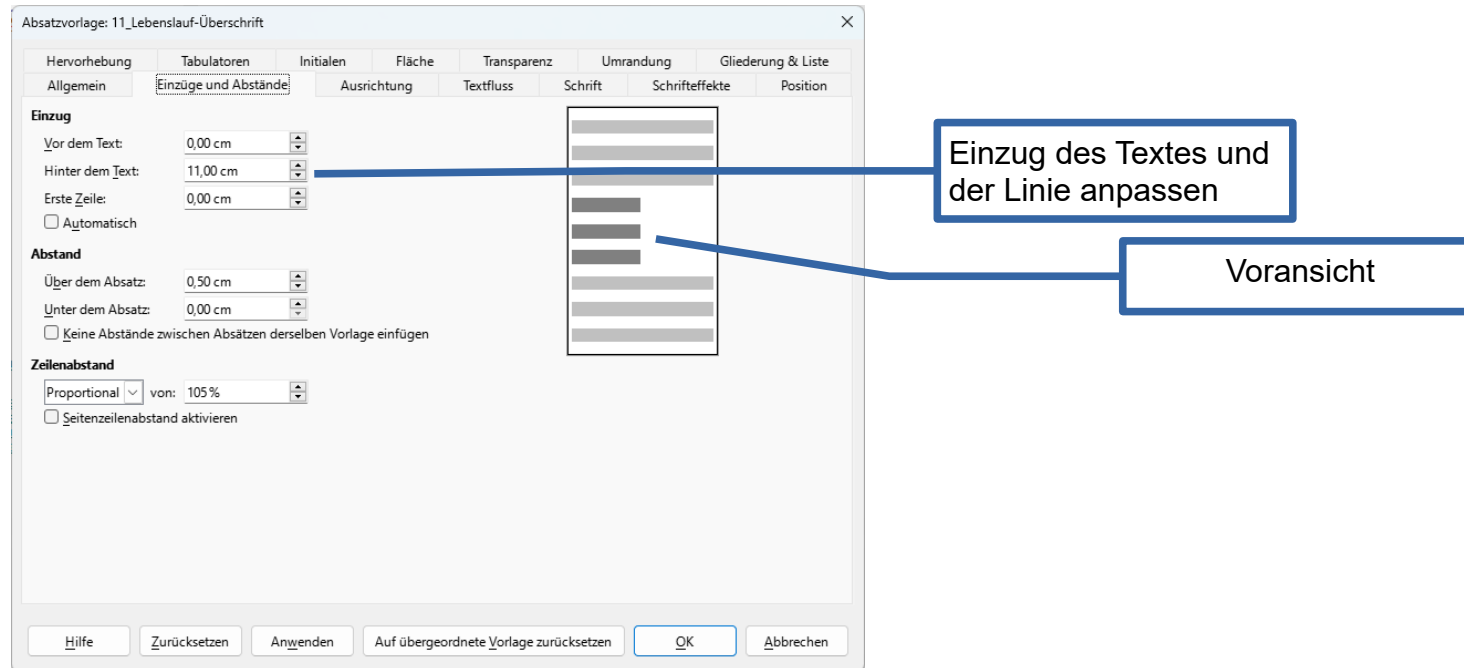 Absatzvorlage: 11_Lebenslauf-Überschrift
Hervorhebung Tabulatoren Initialen Fläche Transparenz Umrandung Gliederung & Liste
Allgemein Einzüge und Abstände Ausrichtung Textfluss Schrift Schrifteffekte Position
Einzug
Vor dem Text: 0,00 cm
Hinter dem Text: 11,00 cm
Erste Zeile: 0,00 cm
Automatisch
Abstand
Über dem Absatz: 0,50 cm
Unter dem Absatz: 0,00 cm
Keine Abstände zwischen Absätzen derselben Vorlage einfügen
Zeilenabstand
Proportional von: 105 %
Seitenzeilenabstand aktivieren
Einzug des Textes und
der Linie anpassen
Voransicht
Hilfe Zurücksetzen Anwenden Auf übergeordnete Vorlage zurücksetzen OK Abbrechen